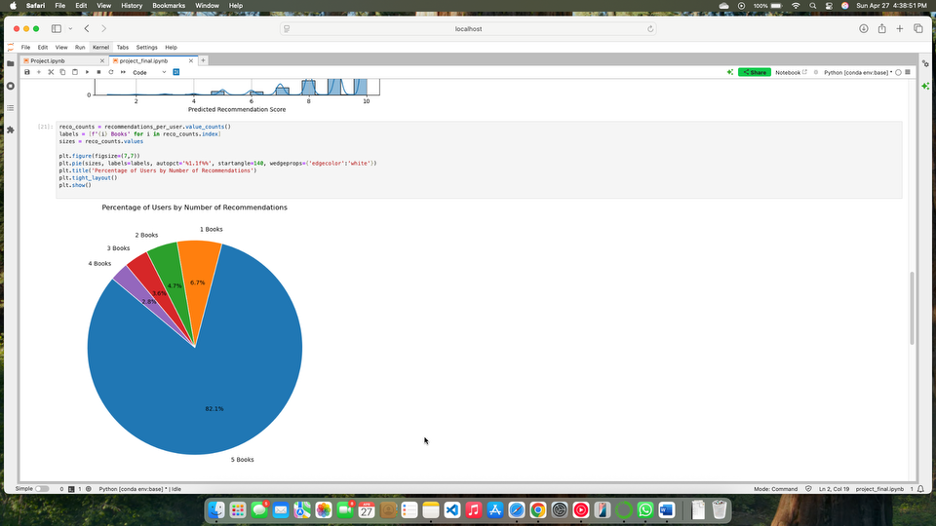 Safari File Edit View History Bookmarks Window Help 100% Sun Apr 27 4:38:51 PM
localhost
File Edit View Run Kernel Tabs Settings Help
Project.ipynb project_final.ipynb
Code Share Notebook Python [conda env:base] *
0
2 4 6 8 10
Predicted Recommendation Score
[21]: reco_counts = recommendations_per_user.value_counts()
labels = [f'{i} Books' for i in reco_counts.index]
sizes = reco_counts.values
plt.figure(figsize=(7,7))
plt.pie(sizes, labels=labels, autopct='%1.1f%%', startangle=140, wedgeprops={'edgecolor':'white'})
plt.title('Percentage of Users by Number of Recommendations')
plt.tight_layout()
plt.show()
Percentage of Users by Number of Recommendations
1 Books
2 Books
3 Books
4 Books
6.7%
4.7%
3.6%
2.8%
82.1%
5 Books
Simple 0 1 Python [conda env:base] * | Idle Mode: Command Ln 2, Col 19 project_final.ipynb 1
27